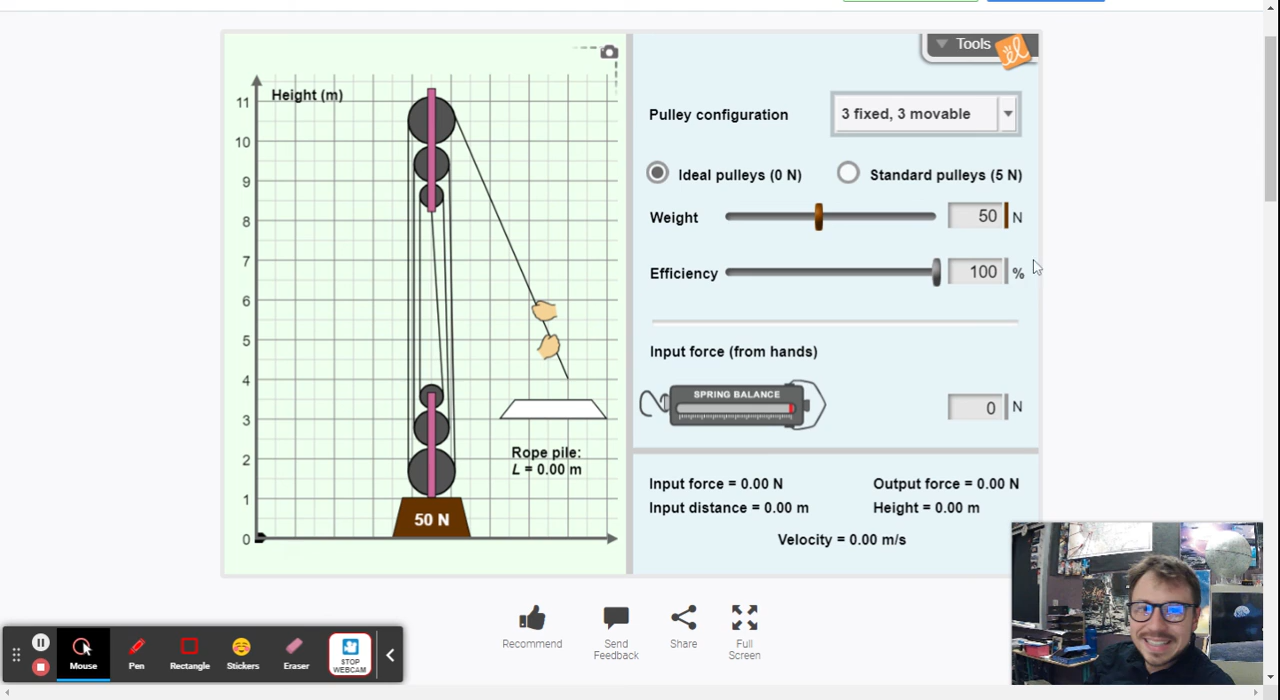 Tools
Height (m)
11
10
9
8
7
6
5
4
3
2
1
0
50 N
Rope pile:
L = 0.00 m
Pulley configuration
3 fixed, 3 movable
Ideal pulleys (0 N)
Standard pulleys (5 N)
Weight
50 N
Efficiency
100 %
Input force (from hands)
SPRING BALANCE
0 N
Input force = 0.00 N
Output force = 0.00 N
Input distance = 0.00 m
Height = 0.00 m
Velocity = 0.00 m/s
Recommend
Send
Feedback
Share
Full
Screen
Mouse
Pen
Rectangle
Stickers
Eraser
STOP
WEBCAM